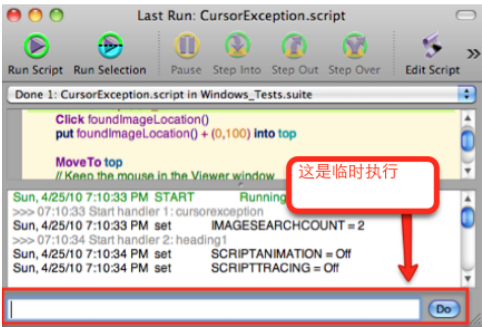 Last Run: CursorException.script
Run Script Run Selection Pause Step Into Step Out Step Over Edit Script
Done 1: CursorException.script in Windows_Tests.suite
Click foundImageLocation()
put foundImageLocation() + (0,100) into top
MoveTo top
// Keep the mouse in the Viewer window
这是临时执行
Sun, 4/25/10 7:10:33 PM START Running
>>> 07:10:33 Start handler 1: cursorexception
Sun, 4/25/10 7:10:33 PM set IMAGESEARCHCOUNT = 2
>>> 07:10:34 Start handler 2: heading1
Sun, 4/25/10 7:10:34 PM set SCRIPTANIMATION = Off
Sun, 4/25/10 7:10:34 PM set SCRIPTTRACING = Off
Do